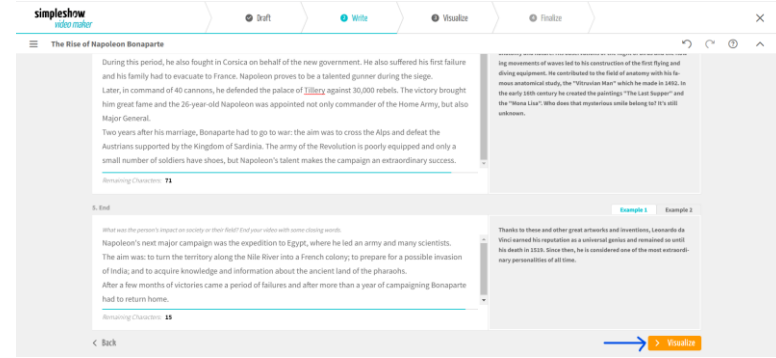 simpleshow
video maker
Draft
2 Write
3 Visualize
4 Finalize
The Rise of Napoleon Bonaparte
During this period, he also fought in Corsica on behalf of the new government. He also suffered his first failure
and his family had to evacuate to France. Napoleon proves to be a talented gunner during the siege.
Later, in command of 40 cannons, he defended the palace of Tillery against 30,000 rebels. The victory brought
him great fame and the 26-year-old Napoleon was appointed not only commander of the Home Army, but also
Major General.
Two years after his marriage, Bonaparte had to go to war: the aim was to cross the Alps and defeat the
Austrians supported by the Kingdom of Sardinia. The army of the Revolution is poorly equipped and only a
small number of soldiers have shoes, but Napoleon's talent makes the campaign an extraordinary success.
Remaining Characters: 71
ing movements of waves led to his construction of the first flying and
diving equipment. He contributed to the field of anatomy with his fa-
mous anatomical study, the "Vitruvian Man" which he made in 1492. In
the early 16th century he created the paintings "The Last Supper" and
the "Mona Lisa". Who does that mysterious smile belong to? It's still
unknown.
5. End
Example 1
Example 2
What was the person's impact on society or their field? End your video with some closing words.
Napoleon's next major campaign was the expedition to Egypt, where he led an army and many scientists.
The aim was: to turn the territory along the Nile River into a French colony; to prepare for a possible invasion
of India; and to acquire knowledge and information about the ancient land of the pharaohs.
After a few months of victories came a period of failures and after more than a year of campaigning Bonaparte
had to return home.
Remaining Characters: 15
Thanks to these and other great artworks and inventions, Leonardo da
Vinci earned his reputation as a universal genius and remained so until
his death in 1519. Since then, he is considered one of the most extraordi-
nary personalities of all time.
< Back
> Visualize